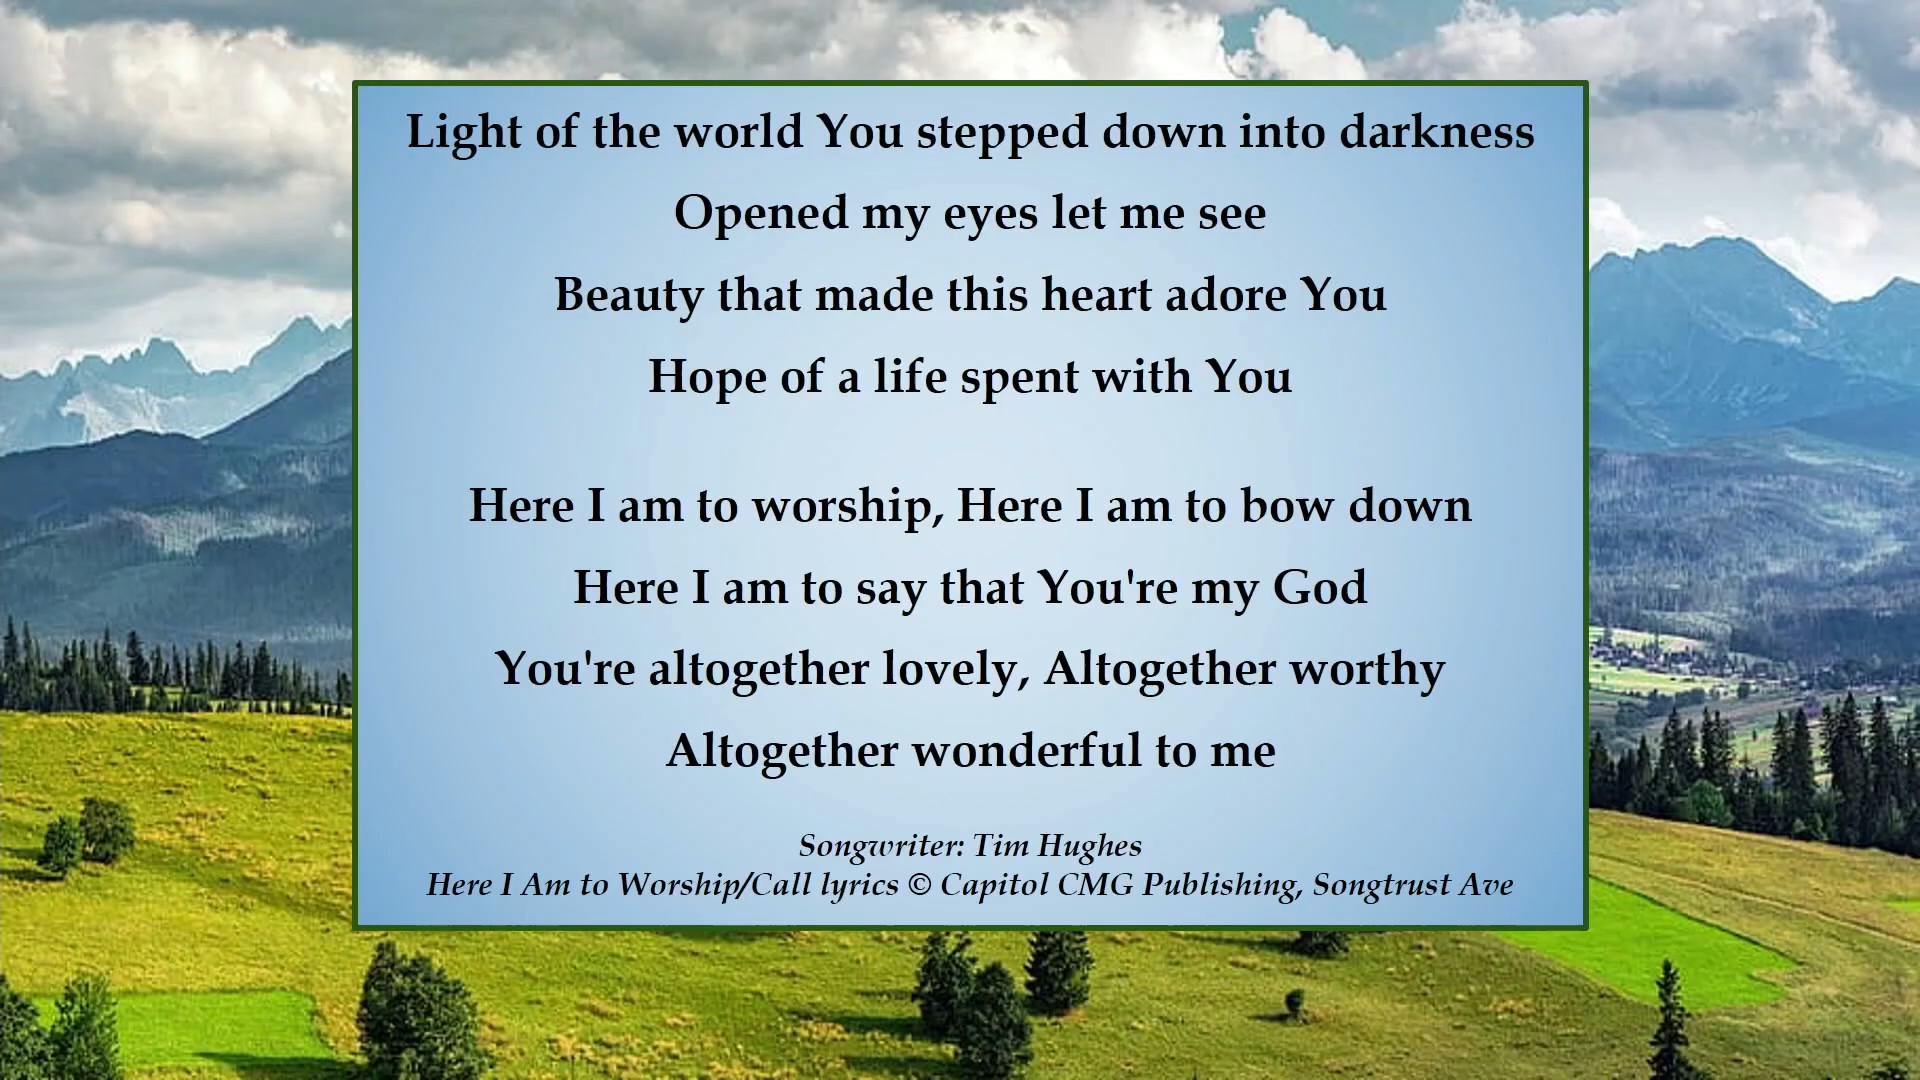 Light of the world You stepped down into darkness
Opened my eyes let me see
Beauty that made this heart adore You
Hope of a life spent with You
Here I am to worship, Here I am to bow down
Here I am to say that You're my God
You're altogether lovely, Altogether worthy
Altogether wonderful to me
Songwriter: Tim Hughes
Here I Am to Worship/Call lyrics © Capitol CMG Publishing, Songtrust Ave